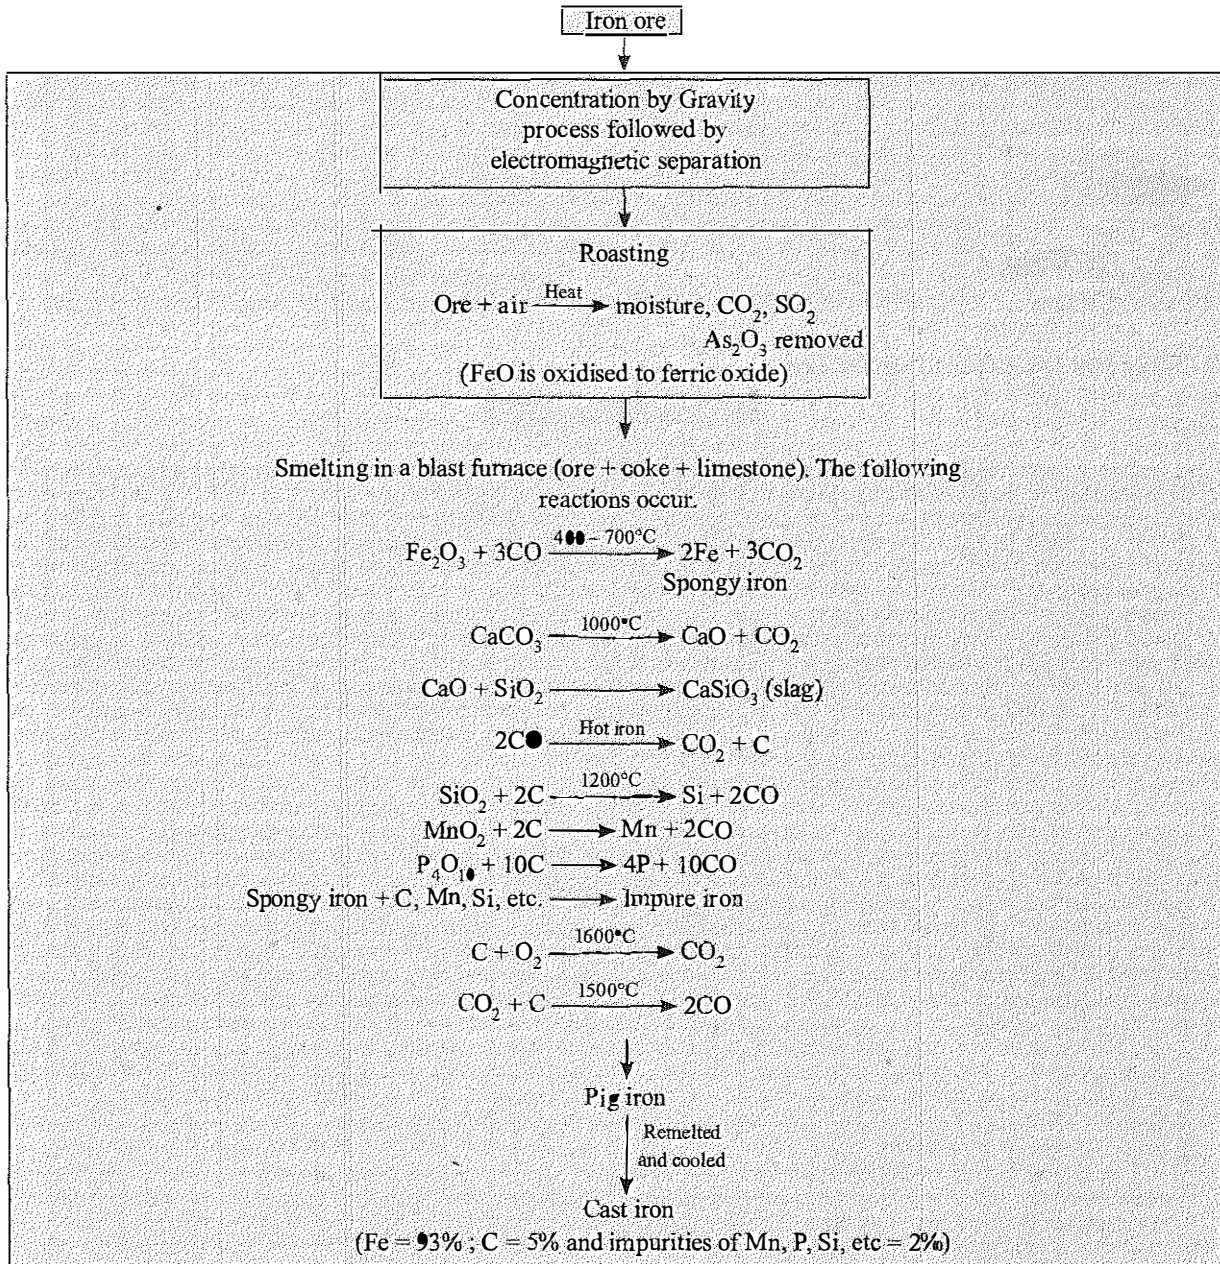 Iron ore
Concentration by Gravity
process followed by
electromagnetic separation
Roasting
Ore + air —Heat→ moisture, CO₂, SO₂
As₂O₃ removed
(FeO is oxidised to ferric oxide)
Smelting in a blast furnace (ore + coke + limestone). The following
reactions occur.
Fe₂O₃ + 3CO —400 – 700°C→ 2Fe + 3CO₂
Spongy iron
CaCO₃ —1000°C→ CaO + CO₂
CaO + SiO₂ → CaSiO₃ (slag)
2CO —Hot iron→ CO₂ + C
SiO₂ + 2C —1200°C→ Si + 2CO
MnO₂ + 2C → Mn + 2CO
P₄O₁₀ + 10C → 4P + 10CO
Spongy iron + C, Mn, Si, etc. → Impure iron
C + O₂ —1600°C→ CO₂
CO₂ + C —1500°C→ 2CO
Pig iron
Remelted
and cooled
Cast iron
(Fe = 93% ; C = 5% and impurities of Mn, P, Si, etc = 2%)